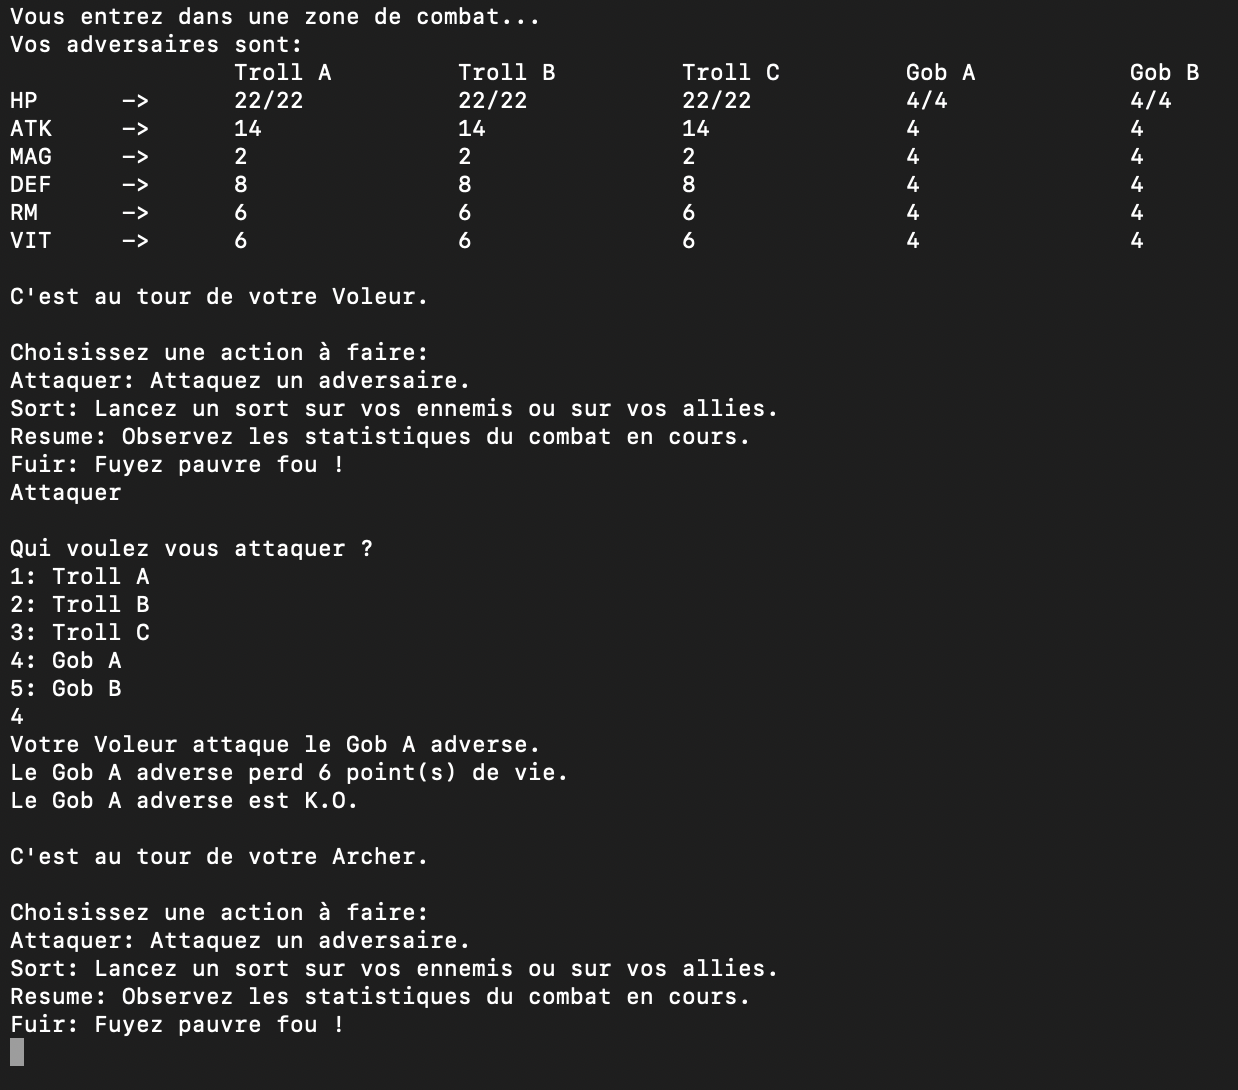 Vous entrez dans une zone de combat...
Vos adversaires sont:
Troll A Troll B Troll C Gob A Gob B
HP -> 22/22 22/22 22/22 4/4 4/4
ATK -> 14 14 14 4 4
MAG -> 2 2 2 4 4
DEF -> 8 8 8 4 4
RM -> 6 6 6 4 4
VIT -> 6 6 6 4 4
C'est au tour de votre Voleur.
Choisissez une action à faire:
Attaquer: Attaquez un adversaire.
Sort: Lancez un sort sur vos ennemis ou sur vos allies.
Resume: Observez les statistiques du combat en cours.
Fuir: Fuyez pauvre fou !
Attaquer
Qui voulez vous attaquer ?
1: Troll A
2: Troll B
3: Troll C
4: Gob A
5: Gob B
4
Votre Voleur attaque le Gob A adverse.
Le Gob A adverse perd 6 point(s) de vie.
Le Gob A adverse est K.O.
C'est au tour de votre Archer.
Choisissez une action à faire:
Attaquer: Attaquez un adversaire.
Sort: Lancez un sort sur vos ennemis ou sur vos allies.
Resume: Observez les statistiques du combat en cours.
Fuir: Fuyez pauvre fou !